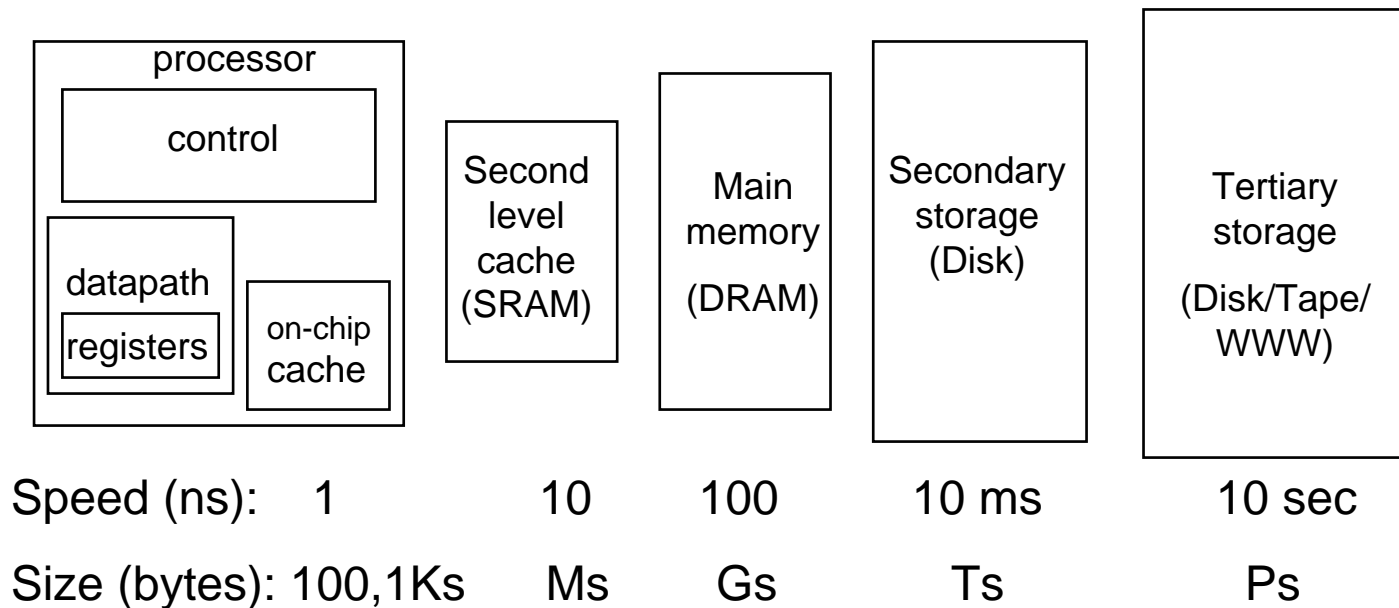 processor
control
datapath
registers
on-chip
cache
Second
level
cache
(SRAM)
Main
memory
(DRAM)
Secondary
storage
(Disk)
Tertiary
storage
(Disk/Tape/
WWW)
Speed (ns): 1 10 100 10 ms 10 sec
Size (bytes): 100,1Ks Ms Gs Ts Ps